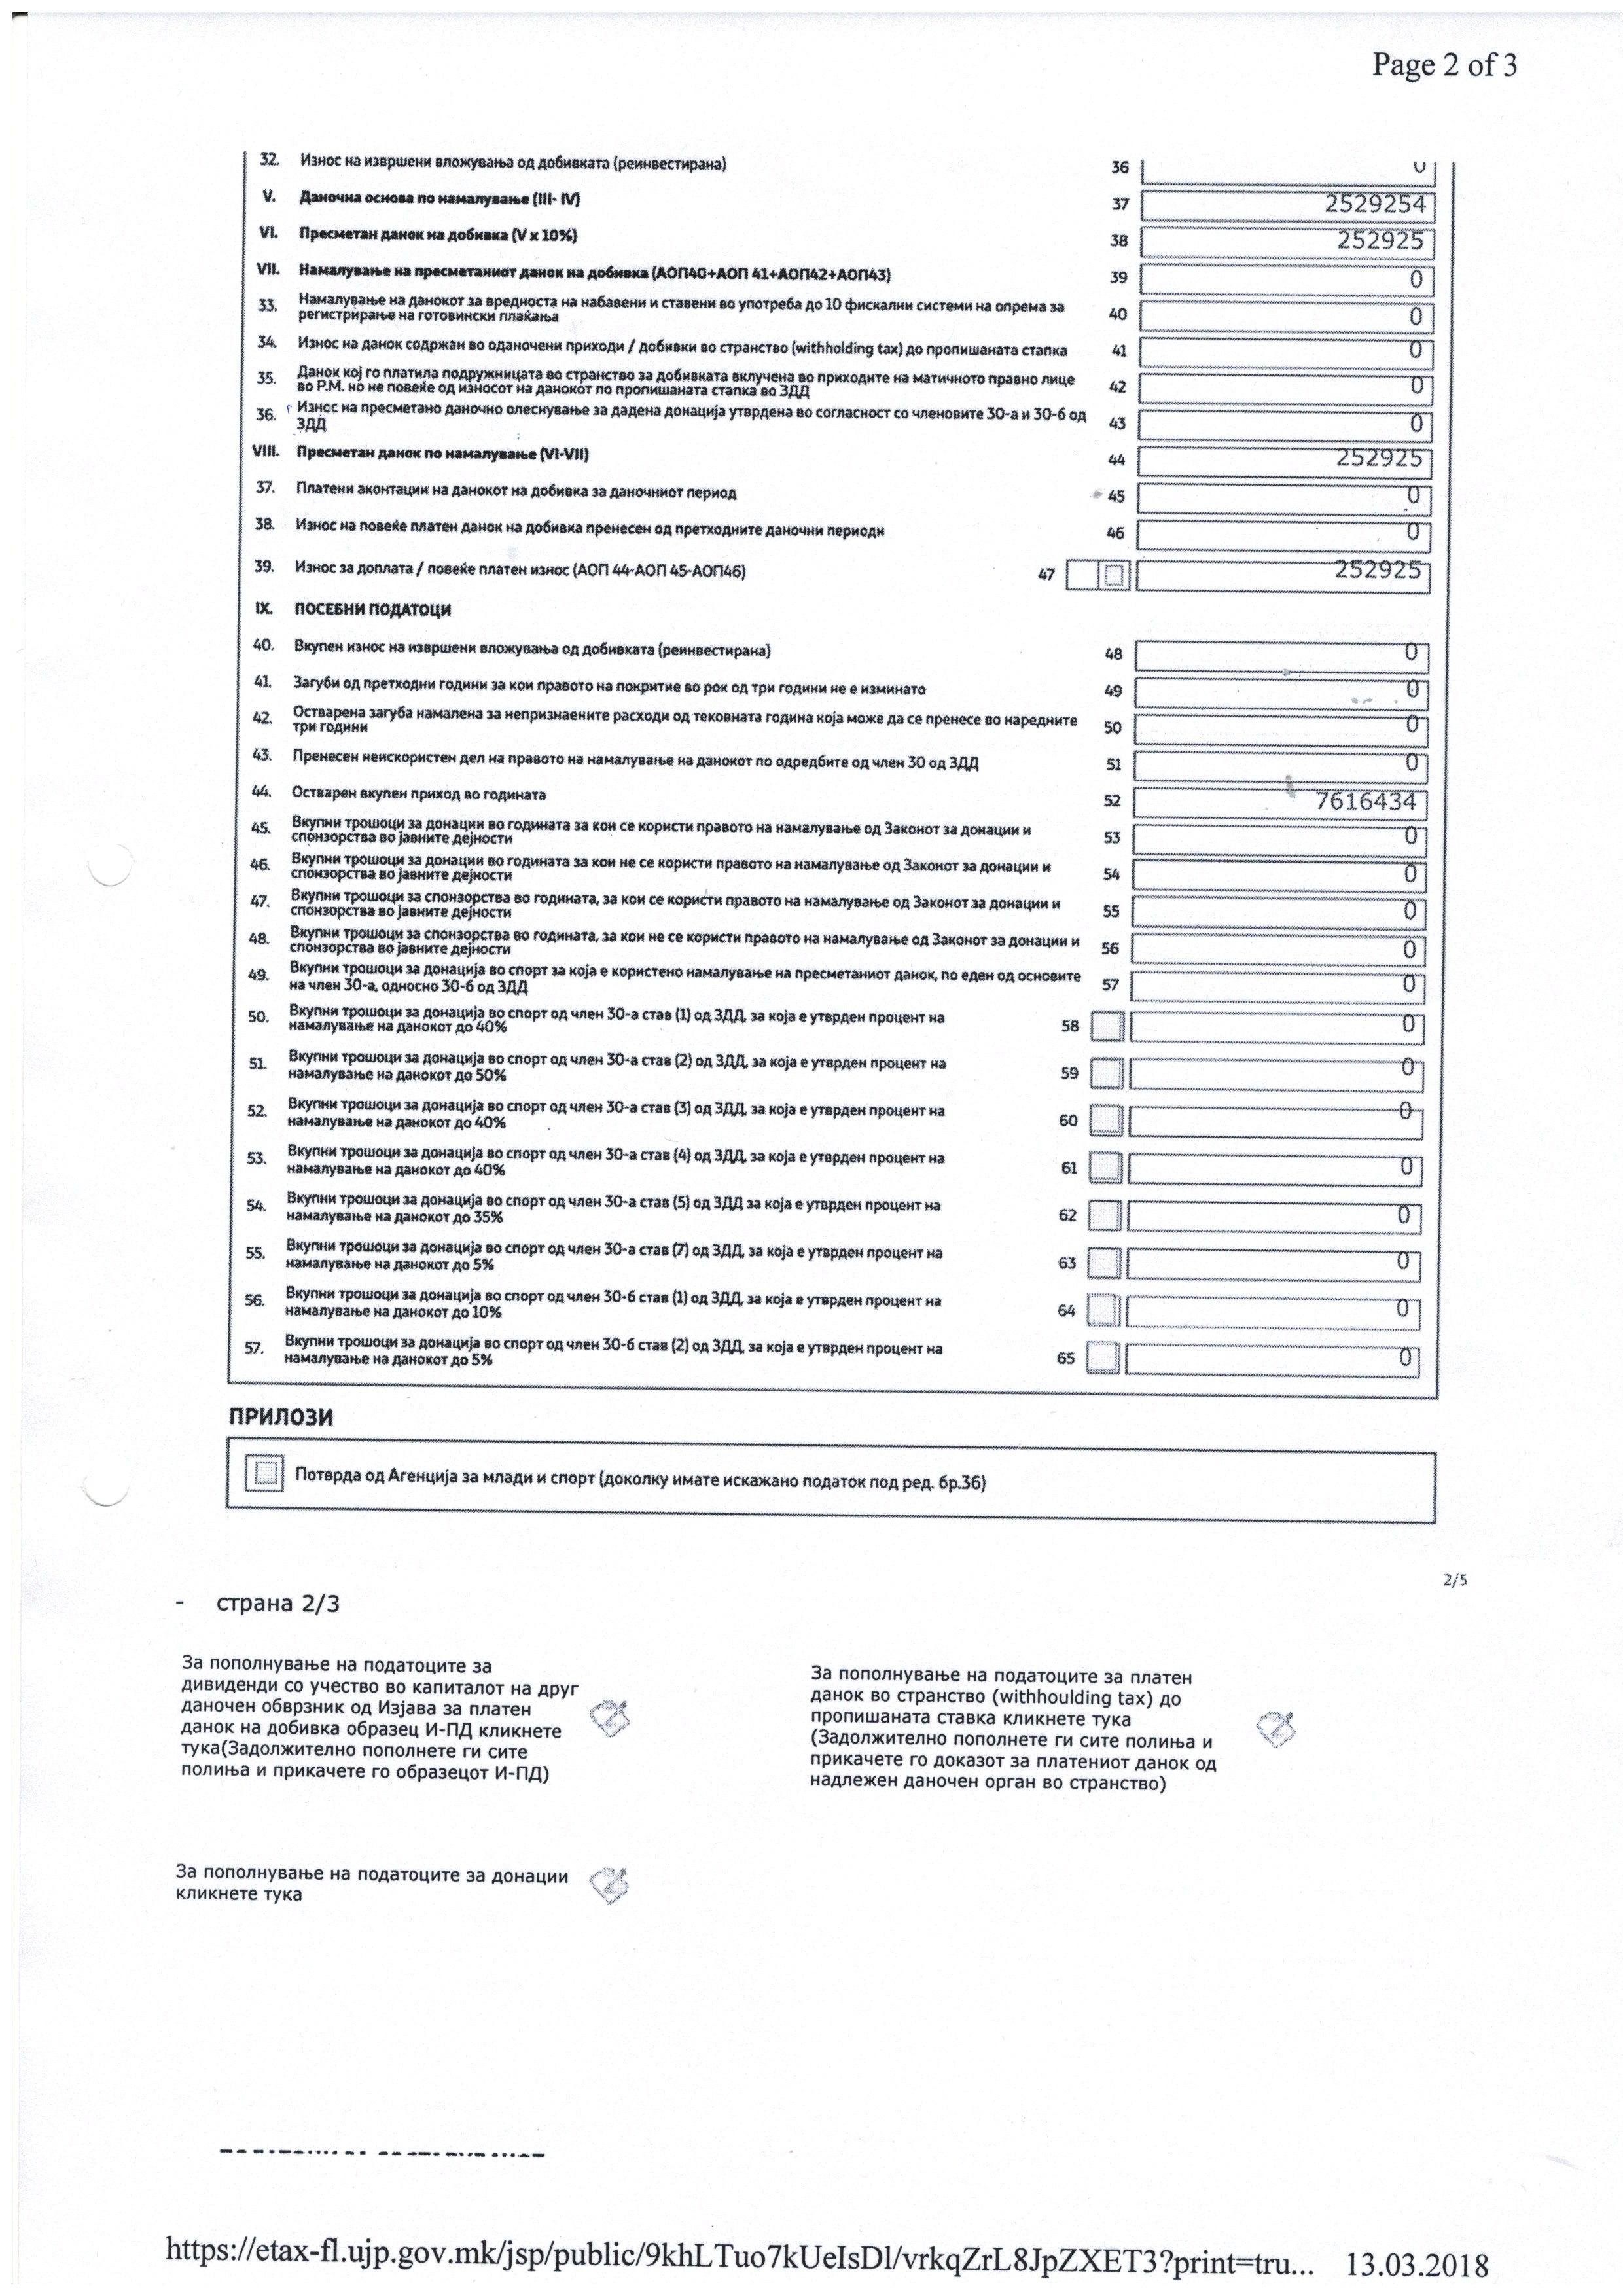 Page 2 of 3
32. Износ на извршени вложувања од добивката (реинвестирана) 36 0
V. Даночна основа по намалување (III- IV) 37 2529254
VI. Пресметан данок на добивка (V x 10%) 38 252925
VII. Намалување на пресметаниот данок на добивка (АОП40+АОП 41+АОП42+АОП43) 39 0
33. Намалување на данокот за вредноста на набавени и ставени во употреба до 10 фискални системи на опрема за
регистрирање на готовински плаќања 40 0
34. Износ на данок содржан во оданочени приходи / добивки во странство (withholding tax) до пропишаната стапка 41 0
35. Данок кој го платила подружницата во странство за добивката вклучена во приходите на матичното правно лице
во Р.М. но не повеќе од износот на данокот по пропишаната стапка во ЗДД 42 0
36. Износ на пресметано даночно олеснување за дадена донација утврдена во согласност со членовите 30-а и 30-б од
ЗДД 43 0
VIII. Пресметан данок по намалување (VI-VII) 44 252925
37. Платени аконтации на данокот на добивка за даночниот период 45 0
38. Износ на повеќе платен данок на добивка пренесен од претходните даночни периоди 46 0
39. Износ за доплата / повеќе платен износ (АОП 44-АОП 45-АОП46) 47 252925
IX. ПОСЕБНИ ПОДАТОЦИ
40. Вкупен износ на извршени вложувања од добивката (реинвестирана) 48 0
41. Загуби од претходни години за кои правото на покритие во рок од три години не е изминато 49 0
42. Остварена загуба намалена за непризнаените расходи од тековната година која може да се пренесе во наредните
три години 50 0
43. Пренесен неискористен дел на правото на намалување на данокот по одредбите од член 30 од ЗДД 51 0
44. Остварен вкупен приход во годината 52 7616434
45. Вкупни трошоци за донации во годината за кои се користи правото на намалување од Законот за донации и
спонзорства во јавните дејности 53 0
46. Вкупни трошоци за донации во годината за кои не се користи правото на намалување од Законот за донации и
спонзорства во јавните дејности 54 0
47. Вкупни трошоци за спонзорства во годината, за кои се користи правото на намалување од Законот за донации и
спонзорства во јавните дејности 55 0
48. Вкупни трошоци за спонзорства во годината, за кои не се користи правото на намалување од Законот за донации и
спонзорства во јавните дејности 56 0
49. Вкупни трошоци за донација во спорт за која е користено намалување на пресметаниот данок, по еден од основите
на член 30-а, односно 30-б од ЗДД 57 0
50. Вкупни трошоци за донација во спорт од член 30-а став (1) од ЗДД, за која е утврден процент на
намалување на данокот до 40% 58 0
51. Вкупни трошоци за донација во спорт од член 30-а став (2) од ЗДД, за која е утврден процент на
намалување на данокот до 50% 59 0
52. Вкупни трошоци за донација во спорт од член 30-а став (3) од ЗДД, за која е утврден процент на
намалување на данокот до 40% 60 0
53. Вкупни трошоци за донација во спорт од член 30-а став (4) од ЗДД, за која е утврден процент на
намалување на данокот до 40% 61 0
54. Вкупни трошоци за донација во спорт од член 30-а став (5) од ЗДД за која е утврден процент на
намалување на данокот до 35% 62 0
55. Вкупни трошоци за донација во спорт од член 30-а став (7) од ЗДД, за која е утврден процент на
намалување на данокот до 5% 63 0
56. Вкупни трошоци за донација во спорт од член 30-б став (1) од ЗДД, за која е утврден процент на
намалување на данокот до 10% 64 0
57. Вкупни трошоци за донација во спорт од член 30-б став (2) од ЗДД, за која е утврден процент на
намалување на данокот до 5% 65 0
ПРИЛОЗИ
Потврда од Агенција за млади и спорт (доколку имате искажано податок под ред. бр.36)
2/5
- страна 2/3
За пополнување на податоците за
дивиденди со учество во капиталот на друг
даночен обврзник од Изјава за платен
данок на добивка образец И-ПД кликнете
тука(Задолжително пополнете ги сите
полиња и прикачете го образецот И-ПД)
За пополнување на податоците за платен
данок во странство (withhoulding tax) до
пропишаната ставка кликнете тука
(Задолжително пополнете ги сите полиња и
прикачете го доказот за платениот данок од
надлежен даночен орган во странство)
За пополнување на податоците за донации
кликнете тука
https://etax-fl.ujp.gov.mk/jsp/public/9khLTuo7kUeIsDl/vrkqZrL8JpZXET3?print=tru... 13.03.2018